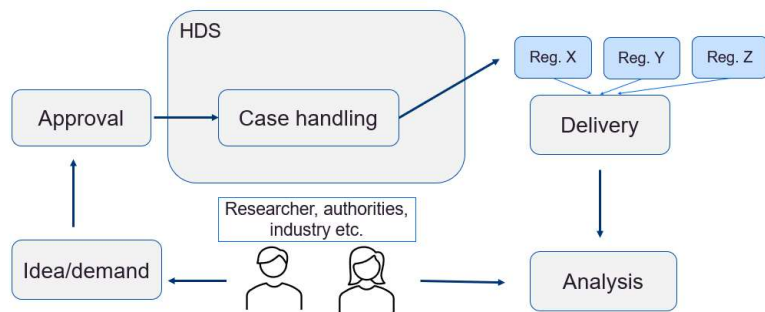 HDS
Reg. X
Reg. Y
Reg. Z
Approval
Case handling
Delivery
Researcher, authorities,
industry etc.
Idea/demand
Analysis